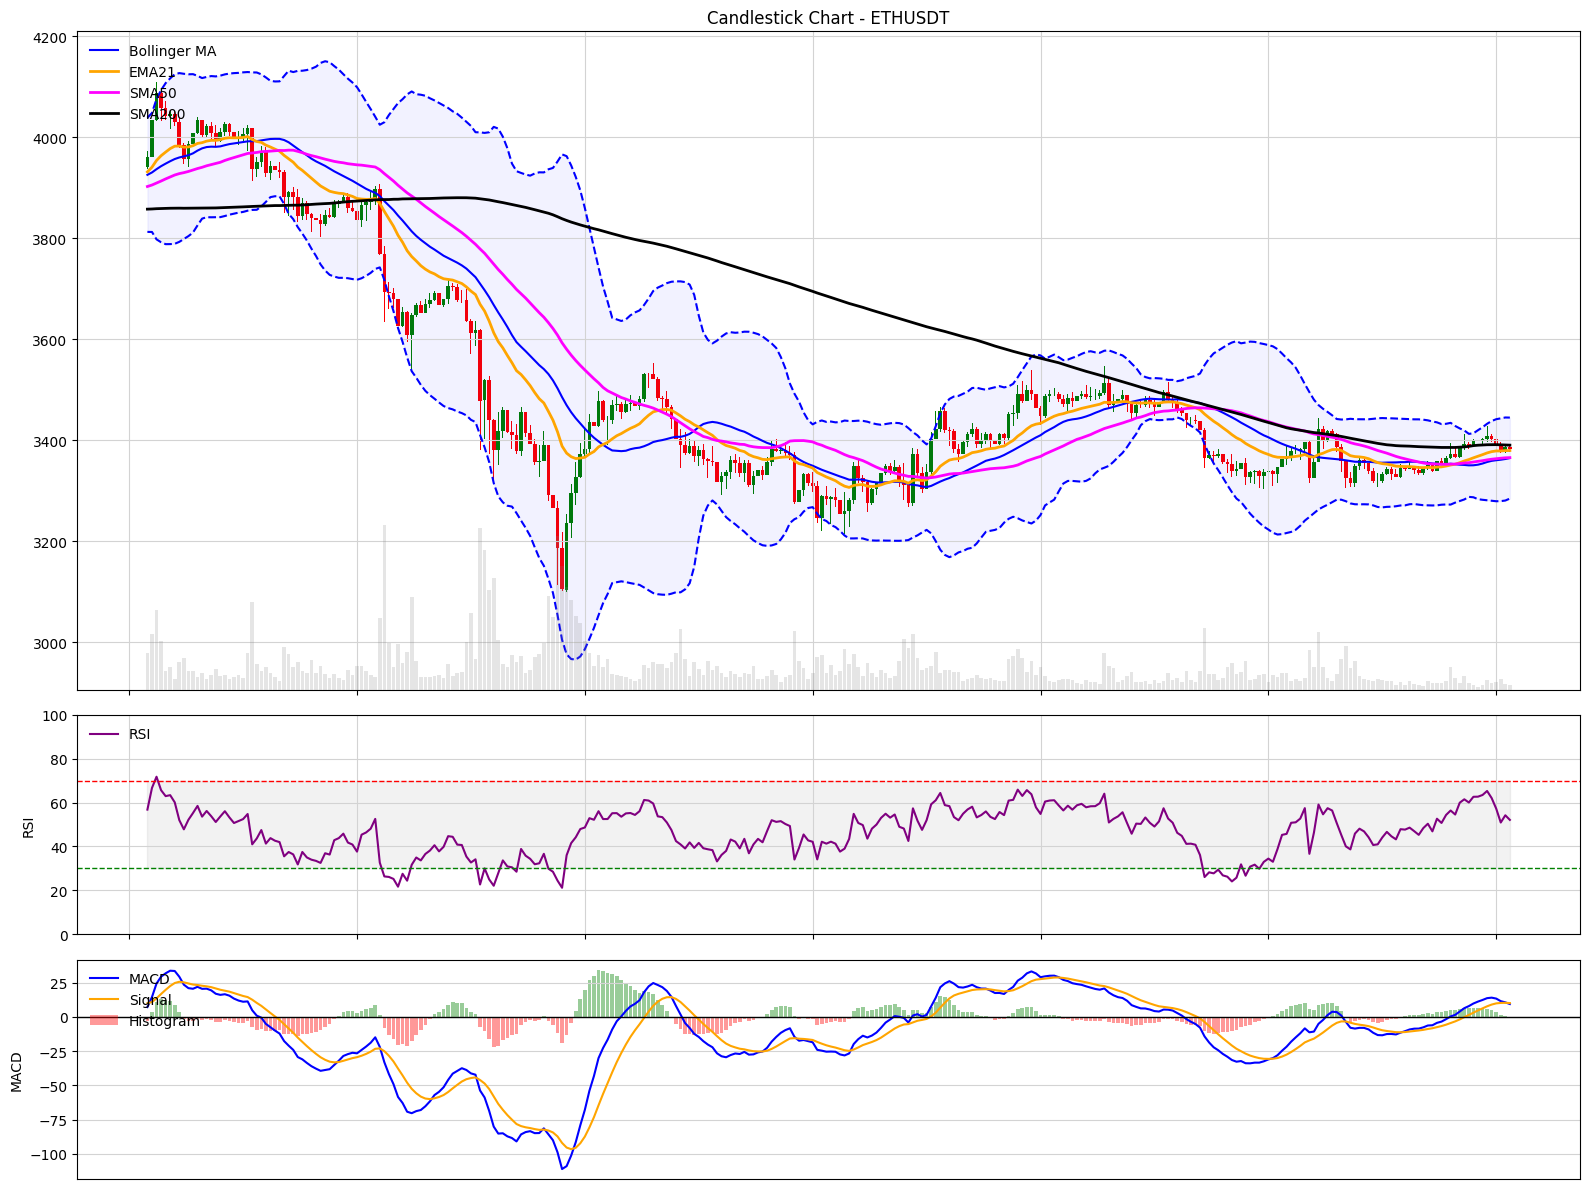 Candlestick Chart - ETHUSDT
Bollinger MA
EMA21
SMA50
SMA200
4200
4000
3800
3600
3400
3200
3000
RSI
RSI
100
80
60
40
20
0
MACD
Signal
Histogram
MACD
25
0
−25
−50
−75
−100